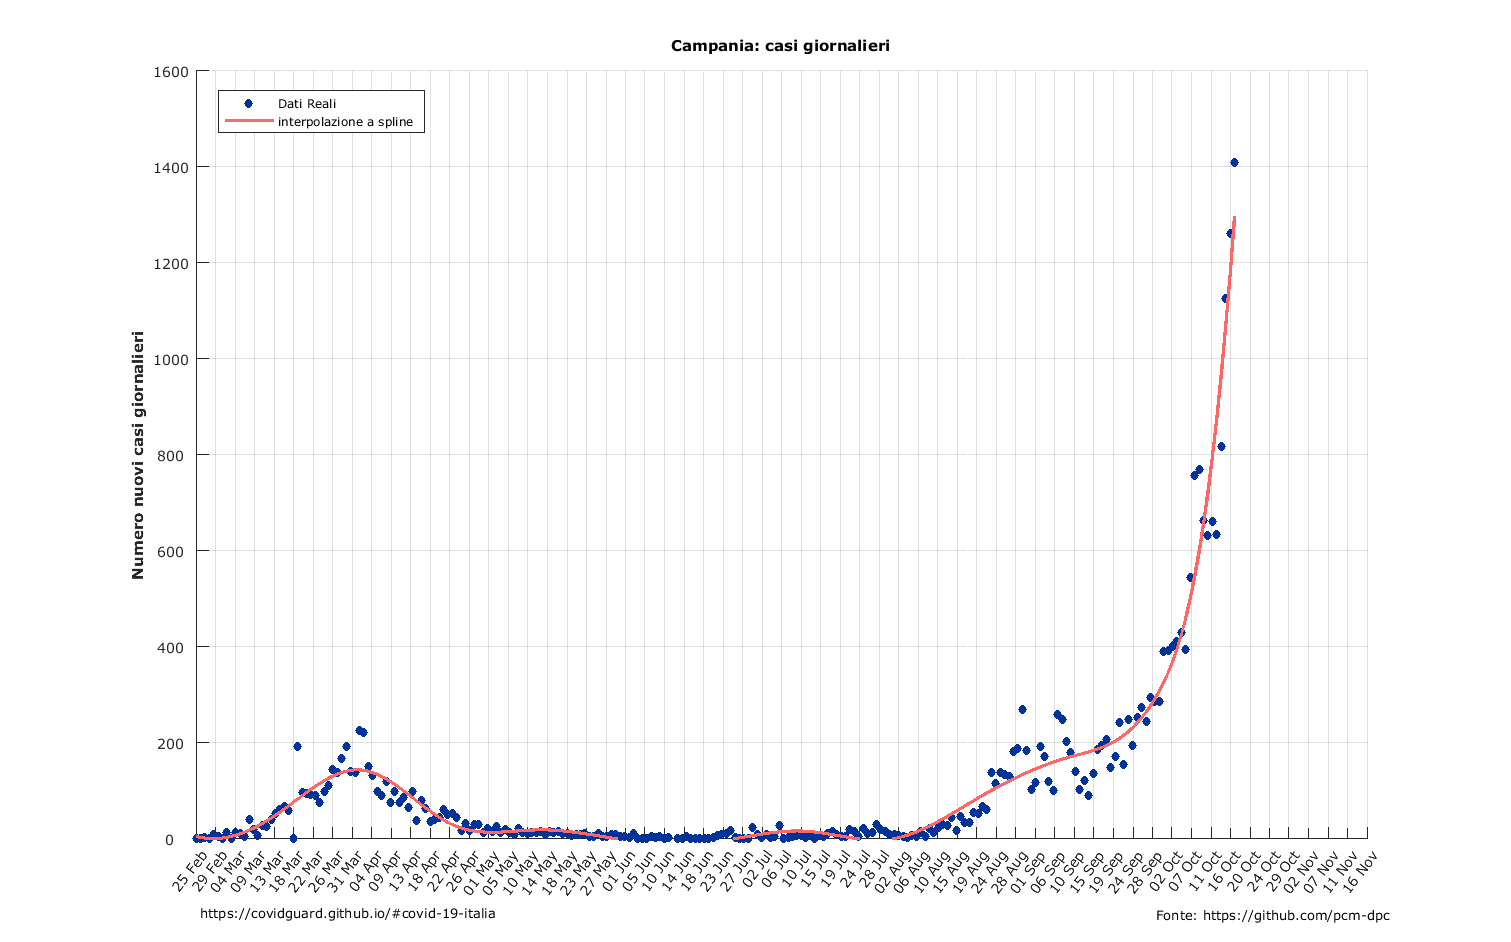 Campania: casi giornalieri
Dati Reali
interpolazione a spline
Numero nuovi casi giornalieri
1600
1400
1200
1000
800
600
400
200
0
25 Feb
29 Feb
04 Mar
09 Mar
13 Mar
18 Mar
22 Mar
26 Mar
31 Mar
04 Apr
09 Apr
13 Apr
18 Apr
22 Apr
26 Apr
01 May
05 May
10 May
14 May
18 May
23 May
27 May
01 Jun
05 Jun
10 Jun
14 Jun
18 Jun
23 Jun
27 Jun
02 Jul
06 Jul
10 Jul
15 Jul
19 Jul
24 Jul
28 Jul
02 Aug
06 Aug
10 Aug
15 Aug
19 Aug
24 Aug
28 Aug
01 Sep
06 Sep
10 Sep
15 Sep
19 Sep
24 Sep
28 Sep
02 Oct
07 Oct
11 Oct
16 Oct
20 Oct
24 Oct
29 Oct
02 Nov
07 Nov
11 Nov
16 Nov
https://covidguard.github.io/#covid-19-italia
Fonte: https://github.com/pcm-dpc